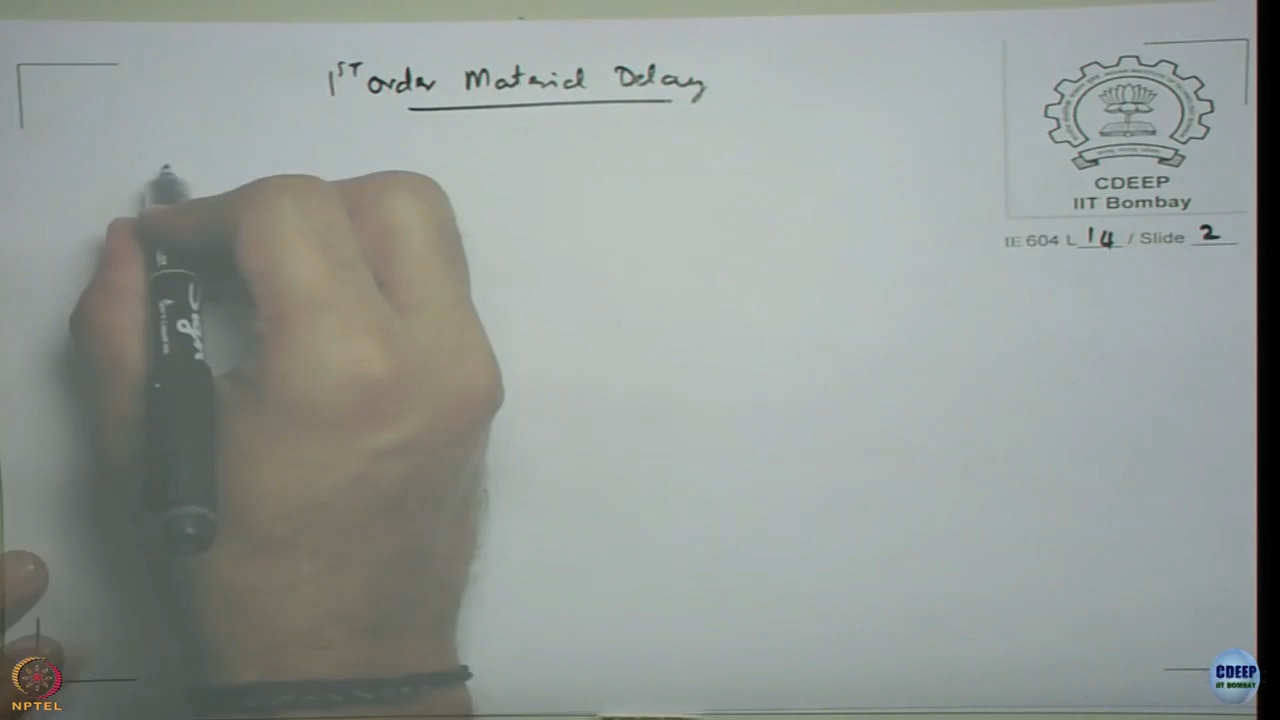 1ST order Material Delay
CDEEP
IIT Bombay
IE 604 L 14 / Slide 2
NPTEL
CDEEP
IIT BOMBAY